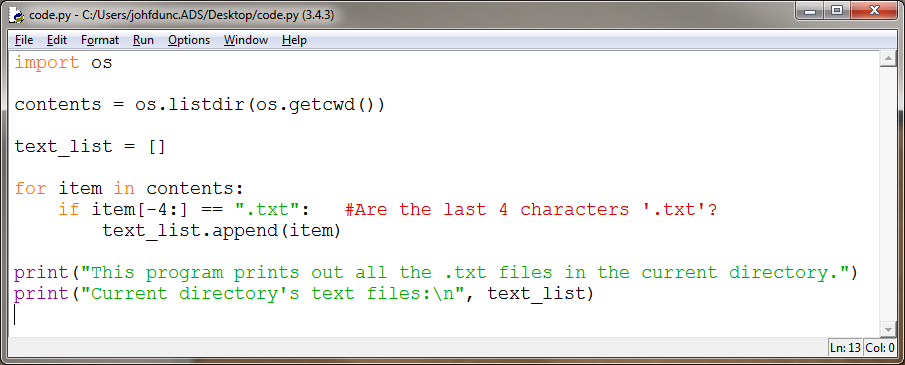 code.py - C:/Users/johfdunc.ADS/Desktop/code.py (3.4.3)
File Edit Format Run Options Window Help
import os
contents = os.listdir(os.getcwd())
text_list = []
for item in contents:
    if item[-4:] == ".txt":   #Are the last 4 characters '.txt'?
        text_list.append(item)
print("This program prints out all the .txt files in the current directory.")
print("Current directory's text files:\n", text_list)
Ln: 13 Col: 0